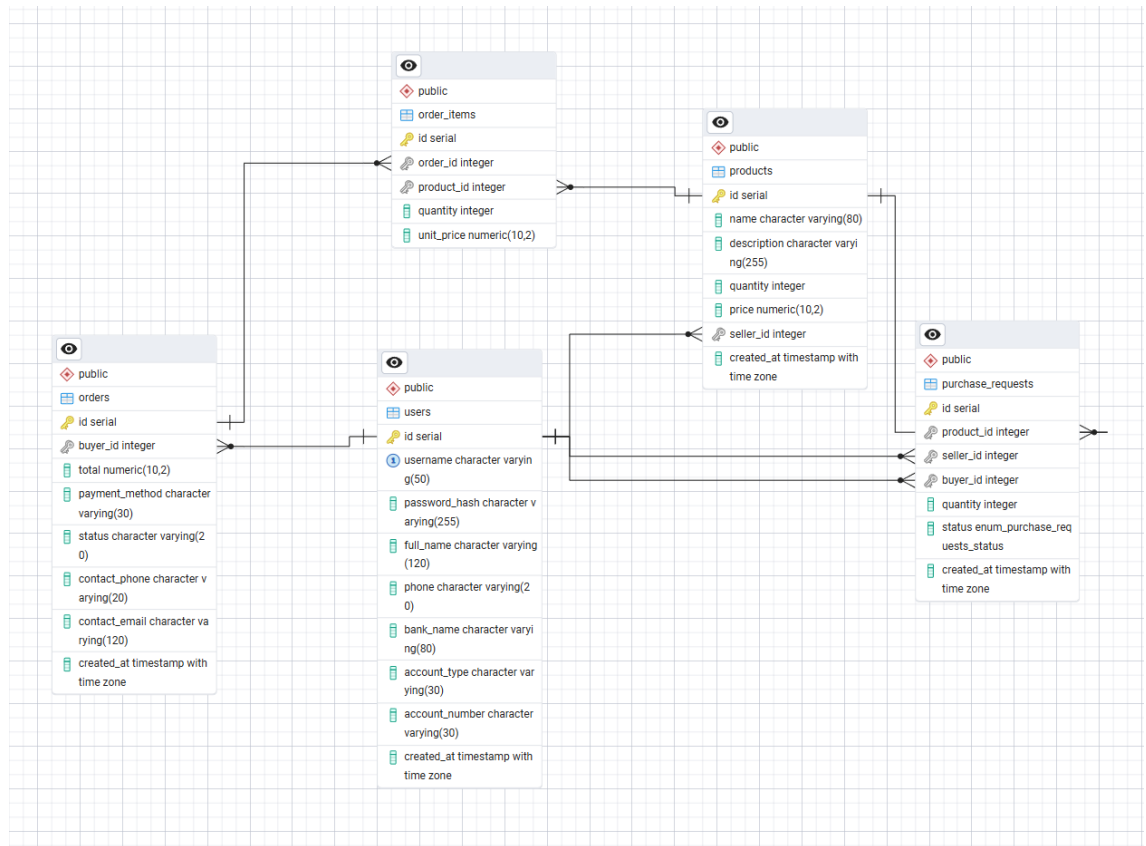 public
order_items
id serial
order_id integer
product_id integer
quantity integer
unit_price numeric(10,2)
public
products
id serial
name character varying(80)
description character varyi
ng(255)
quantity integer
price numeric(10,2)
seller_id integer
created_at timestamp with
time zone
public
orders
id serial
buyer_id integer
total numeric(10,2)
payment_method character
varying(30)
status character varying(2
0)
contact_phone character v
arying(20)
contact_email character va
rying(120)
created_at timestamp with
time zone
public
users
id serial
username character varyin
g(50)
password_hash character v
arying(255)
full_name character varying
(120)
phone character varying(2
0)
bank_name character varyi
ng(80)
account_type character var
ying(30)
account_number character
varying(30)
created_at timestamp with
time zone
public
purchase_requests
id serial
product_id integer
seller_id integer
buyer_id integer
quantity integer
status enum_purchase_req
uests_status
created_at timestamp with
time zone